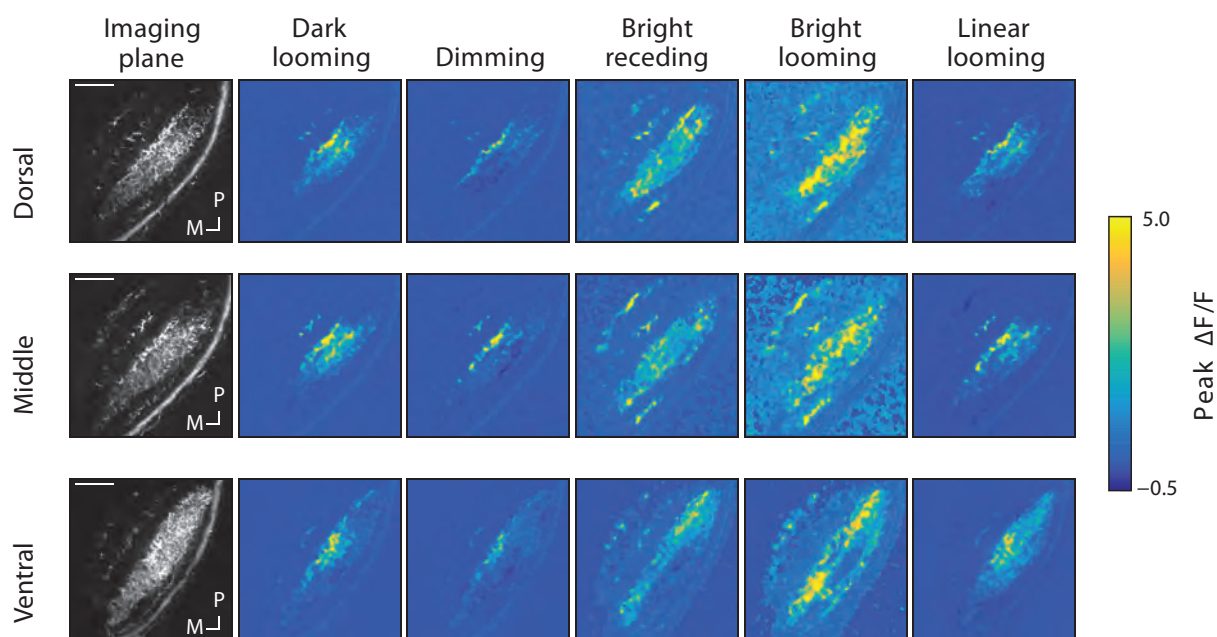 Imaging
plane
Dark
looming
Dimming
Bright
receding
Bright
looming
Linear
looming
Dorsal
P
M
Middle
P
M
Ventral
P
M
5.0
−0.5
Peak ΔF/F